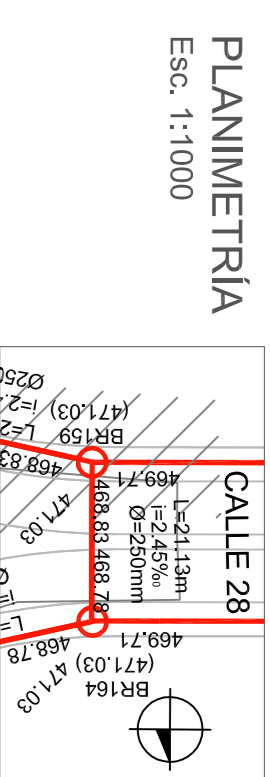 PLANIMETRÍA
Esc. 1:1000
CALLE 28
L=21.13m
i=2.45‰
Ø=250mm
468.83 468.78
BR159
(471.03)
469.71
468.83
471.03
469.71
BR164
(471.03)
468.78
471.03